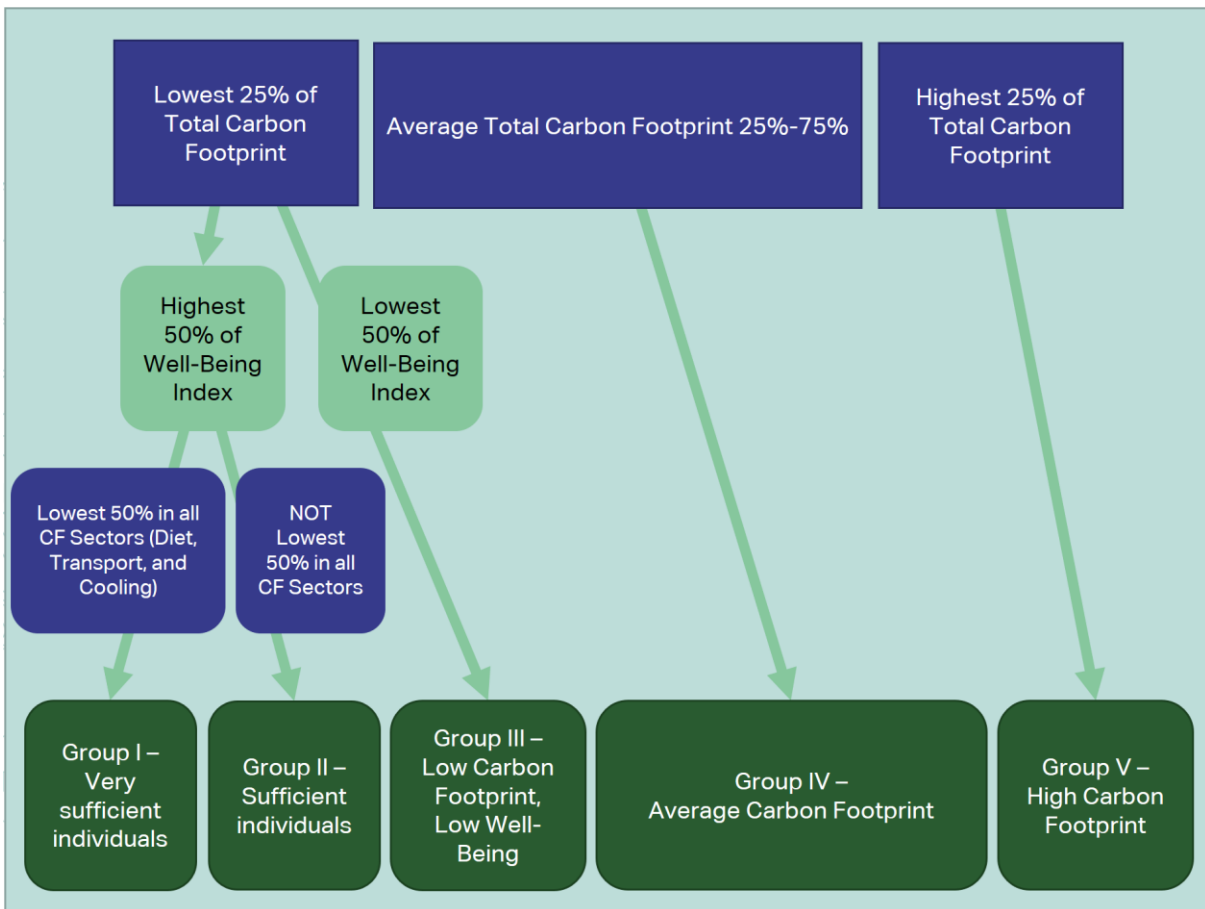 Lowest 25% of
Total Carbon
Footprint
Average Total Carbon Footprint 25%-75%
Highest 25% of
Total Carbon
Footprint
Highest
50% of
Well-Being
Index
Lowest
50% of
Well-Being
Index
Lowest 50% in all
CF Sectors (Diet,
Transport, and
Cooling)
NOT
Lowest
50% in all
CF Sectors
Group I –
Very
sufficient
individuals
Group II –
Sufficient
individuals
Group III –
Low Carbon
Footprint,
Low Well-
Being
Group IV –
Average Carbon Footprint
Group V –
High Carbon
Footprint